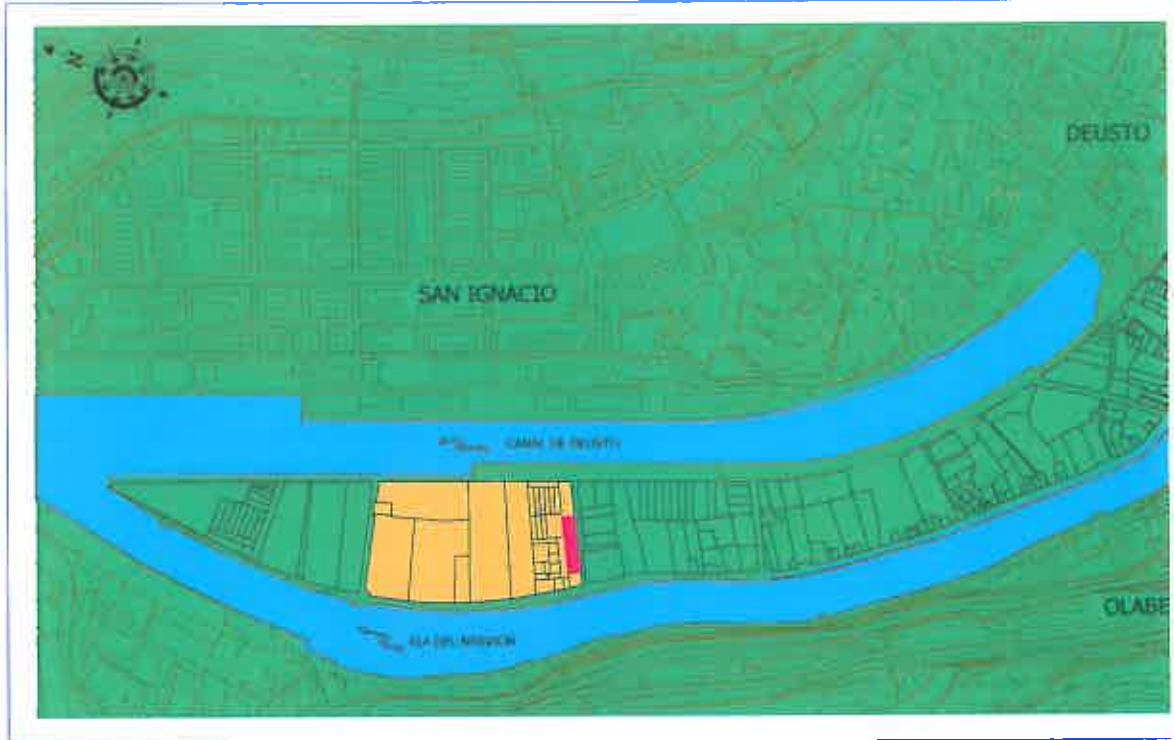 N
DEUSTO
SAN IGNACIO
CANAL DE DEUSTO
OLABE
RIA DEL NERVION